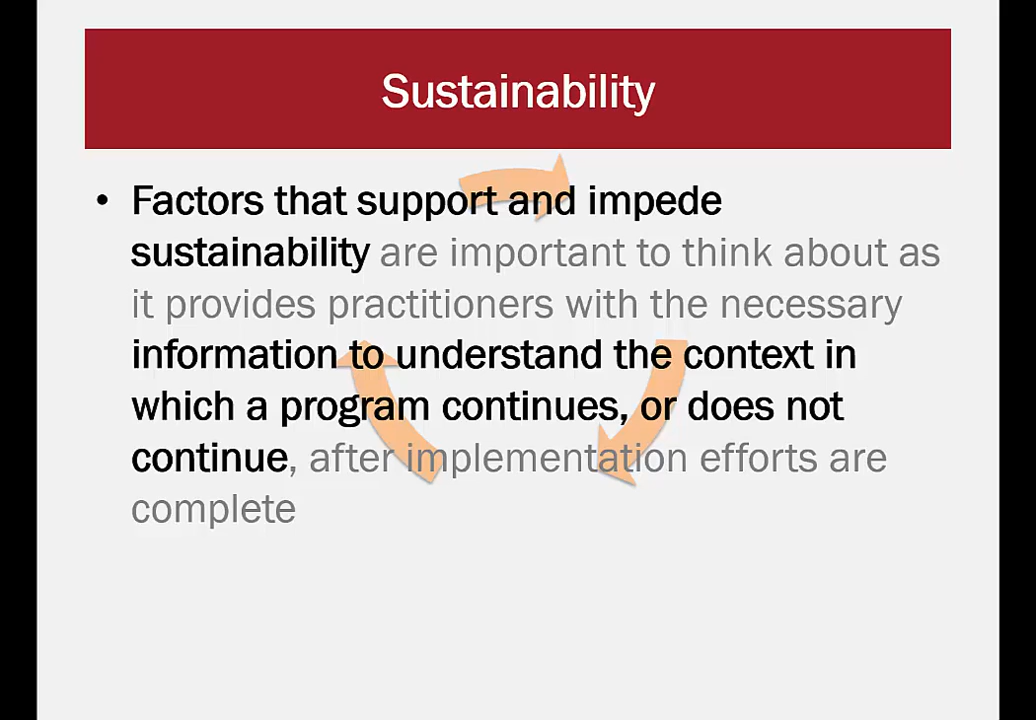 Sustainability
• Factors that support and impede
sustainability are important to think about as
it provides practitioners with the necessary
information to understand the context in
which a program continues, or does not
continue, after implementation efforts are
complete